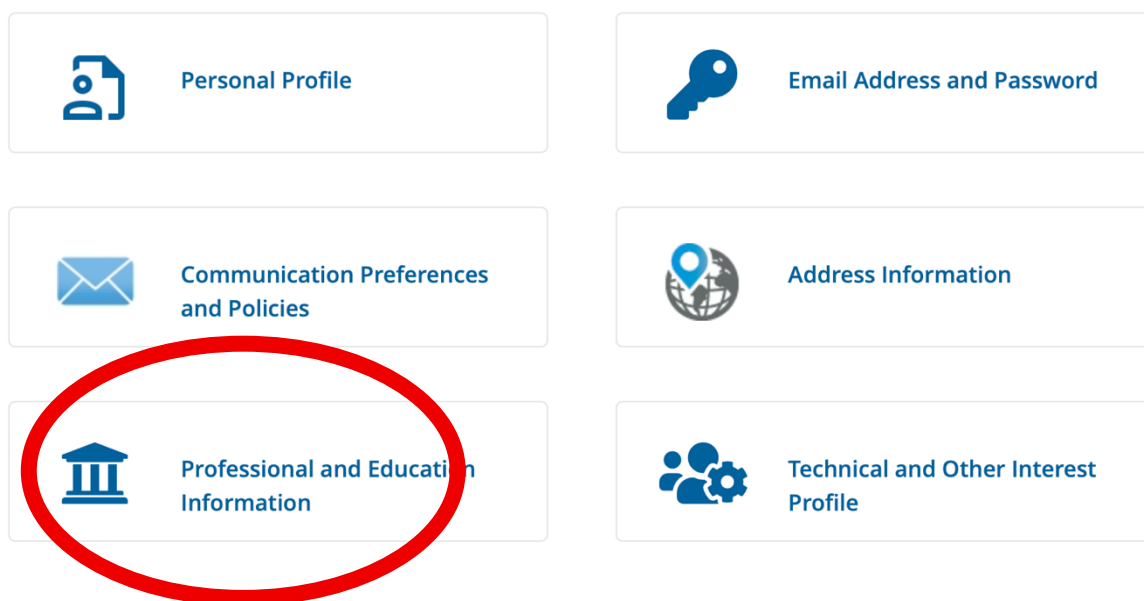 Personal Profile
Email Address and Password
Communication Preferences
and Policies
Address Information
Professional and Education
Information
Technical and Other Interest
Profile